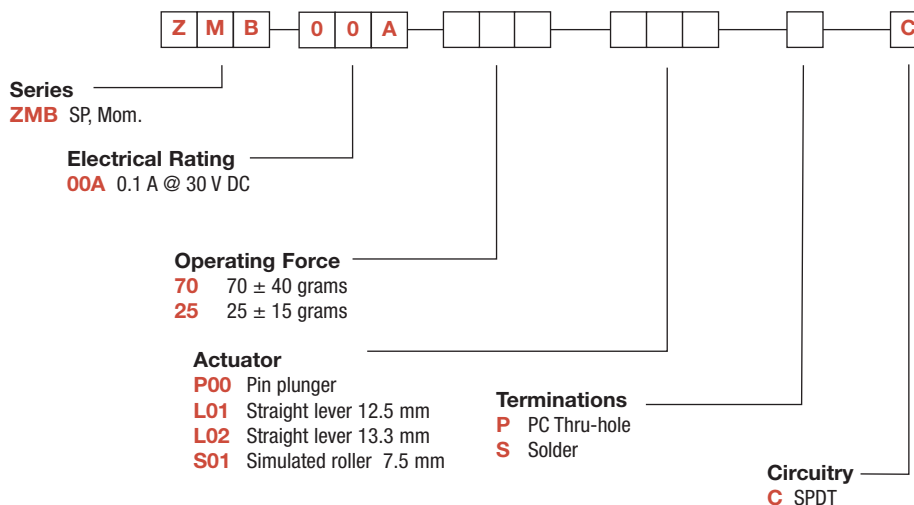 Z M B 0 0 A C
Series
ZMB SP, Mom.
Electrical Rating
00A 0.1 A @ 30 V DC
Operating Force
70 70 ± 40 grams
25 25 ± 15 grams
Actuator
P00 Pin plunger
L01 Straight lever 12.5 mm
L02 Straight lever 13.3 mm
S01 Simulated roller 7.5 mm
Terminations
P PC Thru-hole
S Solder
Circuitry
C SPDT